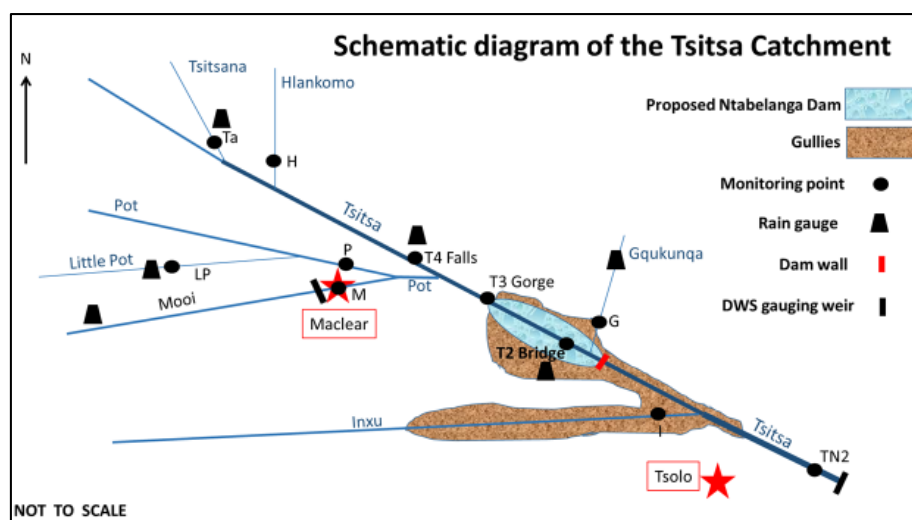 Schematic diagram of the Tsitsa Catchment
N
Tsitsana
Hlankomo
Proposed Ntabelanga Dam
Gullies
Ta
H
Monitoring point
Pot
Tsitsa
Rain gauge
P
T4 Falls
Gqukunqa
Little Pot
LP
Dam wall
Pot
T3 Gorge
Mooi
M
DWS gauging weir
Maclear
G
T2 Bridge
Inxu
I
Tsitsa
TN2
Tsolo
NOT TO SCALE